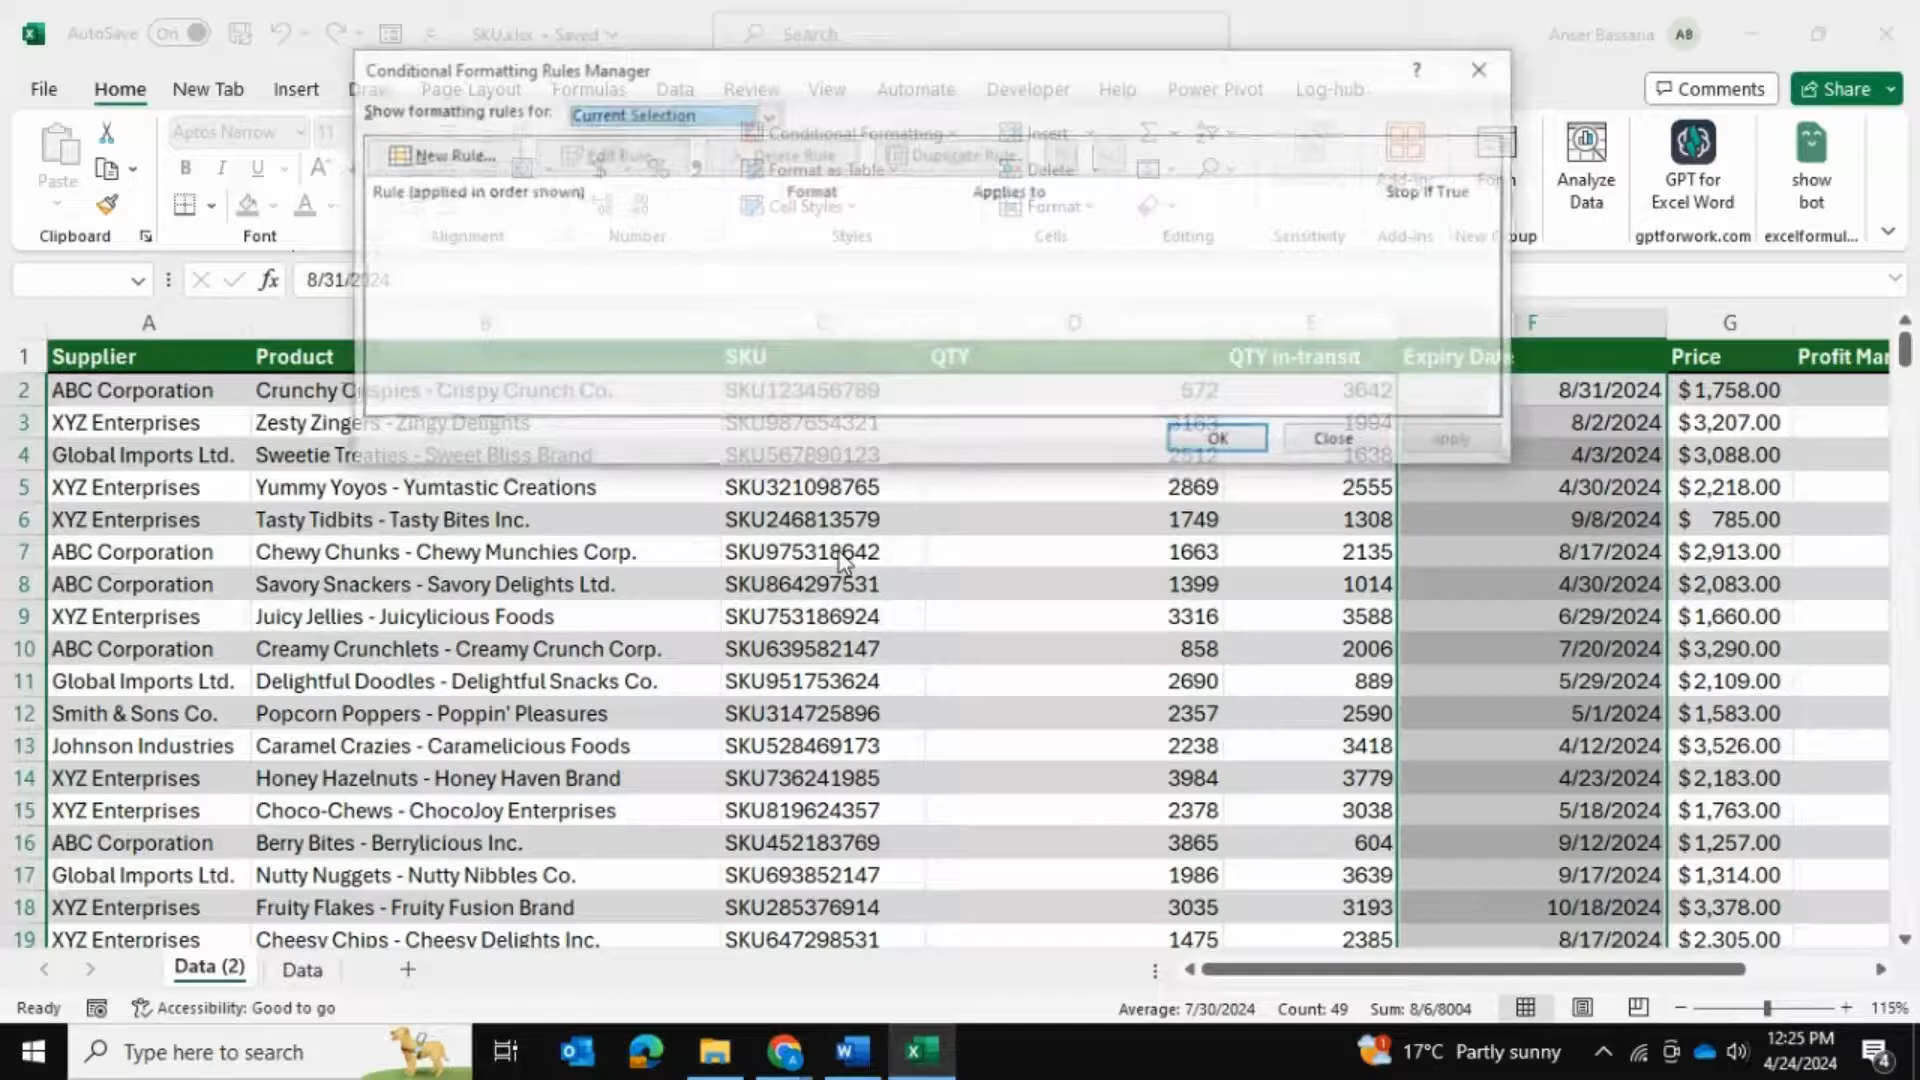 AutoSave On SKU.xlsx • Saved Search Anser Bassaria AB
Conditional Formatting Rules Manager ?
File Home New Tab Insert Draw Page Layout Formulas Data Review View Automate Developer Help Power Pivot Log-hub Comments Share
Show formatting rules for: Current Selection
Aptos Narrow 11 Conditional Formatting Insert
New Rule... Edit Rule... Delete Rule Duplicate Rule
Paste B I U A Format as Table Delete Add-ins Analyze Data GPT for Excel Word show bot
Rule (applied in order shown) Format Applies to Stop If True
Cell Styles Format
Clipboard Font Alignment Number Styles Cells Editing Sensitivity Add-ins New Group gptforwork.com excelformul...
fx 8/31/2024
A B C D E F G
1 Supplier Product SKU QTY QTY in-transit Expiry Date Price Profit Mar
2 ABC Corporation Crunchy Crispies - Crispy Crunch Co. SKU123456789 572 3642 8/31/2024 $1,758.00
3 XYZ Enterprises Zesty Zingers - Zingy Delights SKU987654321 3163 1994 8/2/2024 $3,207.00
OK Close Apply
4 Global Imports Ltd. Sweetie Treaties - Sweet Bliss Brand SKU567890123 2512 1638 4/3/2024 $3,088.00
5 XYZ Enterprises Yummy Yoyos - Yumtastic Creations SKU321098765 2869 2555 4/30/2024 $2,218.00
6 XYZ Enterprises Tasty Tidbits - Tasty Bites Inc. SKU246813579 1749 1308 9/8/2024 $ 785.00
7 ABC Corporation Chewy Chunks - Chewy Munchies Corp. SKU975318642 1663 2135 8/17/2024 $2,913.00
8 ABC Corporation Savory Snackers - Savory Delights Ltd. SKU864297531 1399 1014 4/30/2024 $2,083.00
9 XYZ Enterprises Juicy Jellies - Juicylicious Foods SKU753186924 3316 3588 6/29/2024 $1,660.00
10 ABC Corporation Creamy Crunchlets - Creamy Crunch Corp. SKU639582147 858 2006 7/20/2024 $3,290.00
11 Global Imports Ltd. Delightful Doodles - Delightful Snacks Co. SKU951753624 2690 889 5/29/2024 $2,109.00
12 Smith & Sons Co. Popcorn Poppers - Poppin' Pleasures SKU314725896 2357 2590 5/1/2024 $1,583.00
13 Johnson Industries Caramel Crazies - Caramelicious Foods SKU528469173 2238 3418 4/12/2024 $3,526.00
14 XYZ Enterprises Honey Hazelnuts - Honey Haven Brand SKU736241985 3984 3779 4/23/2024 $2,183.00
15 XYZ Enterprises Choco-Chews - ChocoJoy Enterprises SKU819624357 2378 3038 5/18/2024 $1,763.00
16 ABC Corporation Berry Bites - Berrylicious Inc. SKU452183769 3865 604 9/12/2024 $1,257.00
17 Global Imports Ltd. Nutty Nuggets - Nutty Nibbles Co. SKU693852147 1986 3639 9/17/2024 $1,314.00
18 XYZ Enterprises Fruity Flakes - Fruity Fusion Brand SKU285376914 3035 3193 10/18/2024 $3,378.00
19 XYZ Enterprises Cheesy Chips - Cheesy Delights Inc. SKU647298531 1475 2385 8/17/2024 $2,305.00
Data (2) Data
Ready Accessibility: Good to go Average: 7/30/2024 Count: 49 Sum: 8/6/8004 115%
Type here to search 17°C Partly sunny 12:25 PM
4/24/2024 4